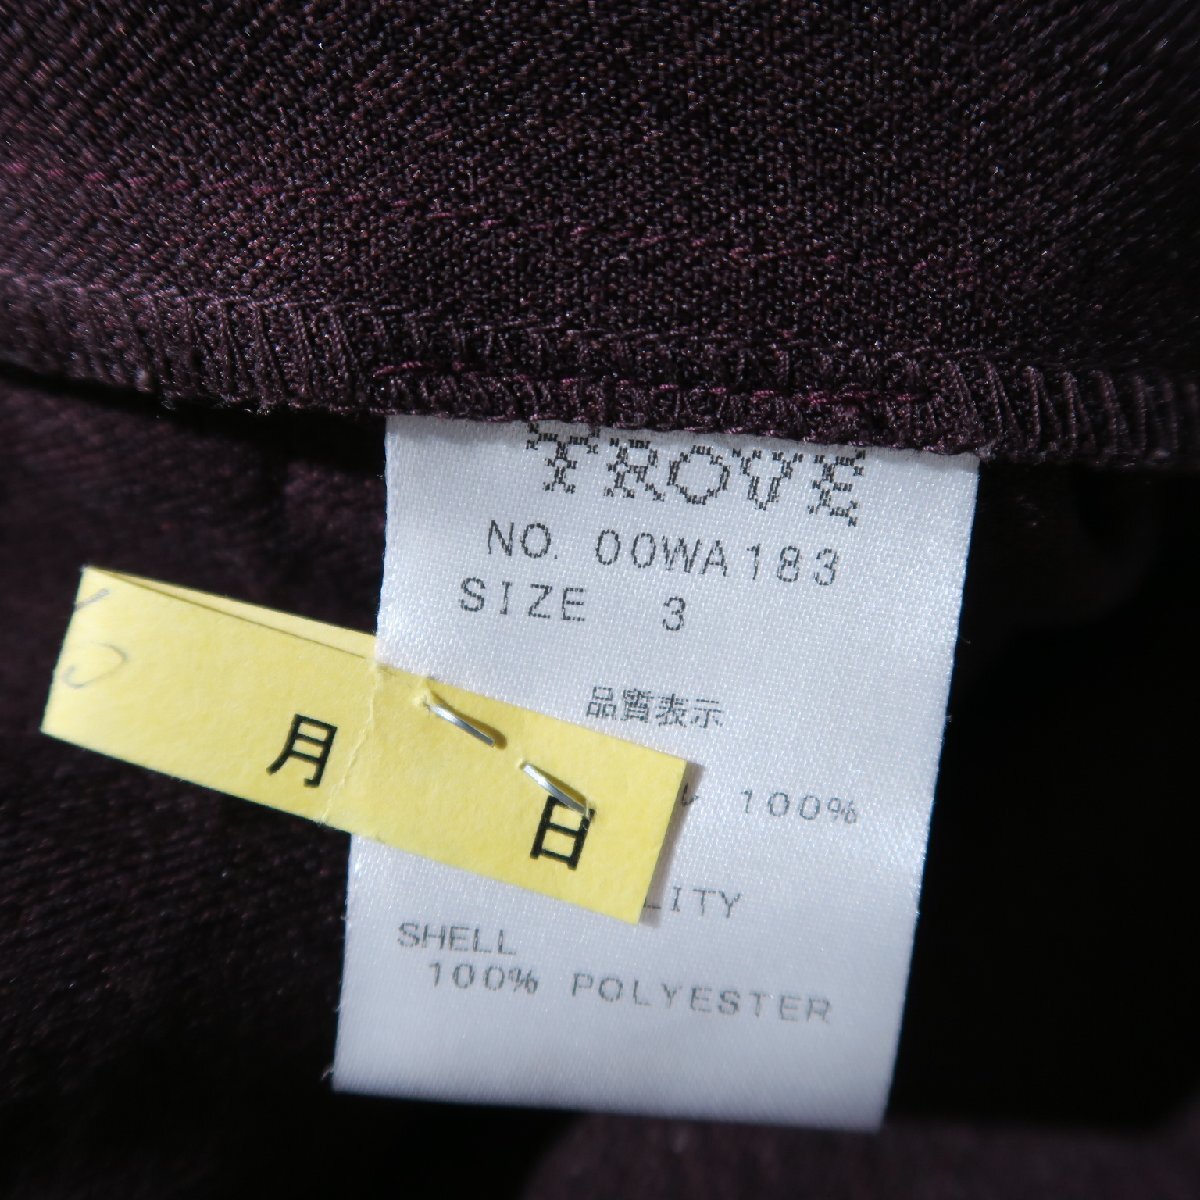 TROVE
NO. 00WA183
SIZE 3
品質表示
100%
SHELL
100% POLYESTER
月
日